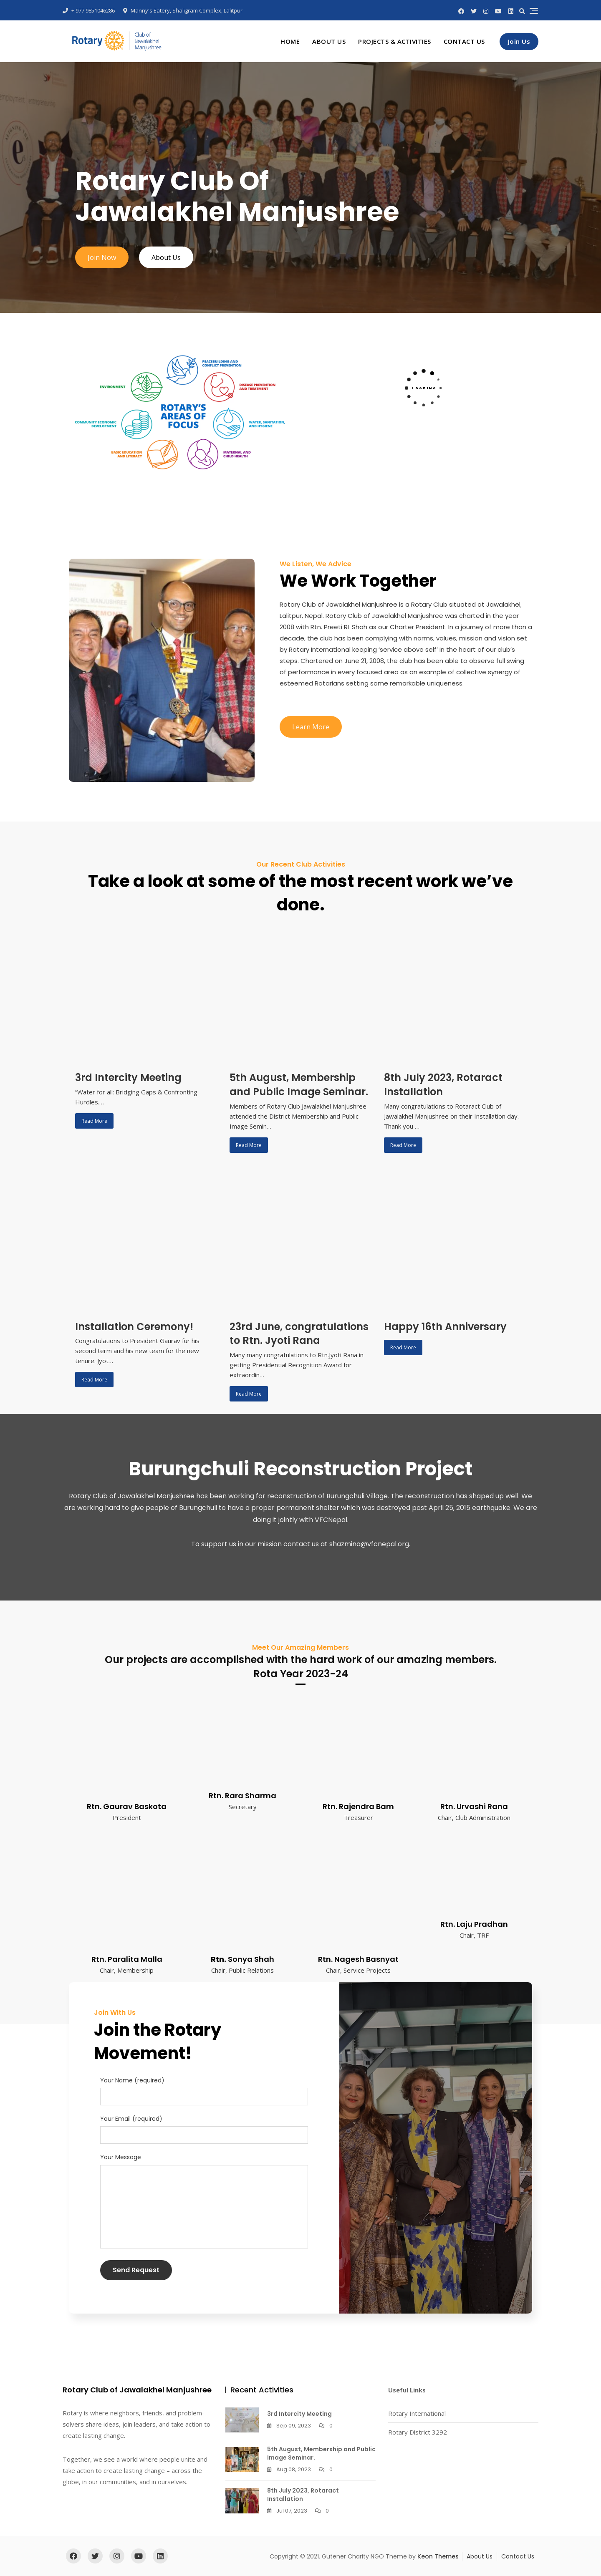 + 977 9851046286
Manny's Eatery, Shaligram Complex, Lalitpur
Rotary
Club of
Jawalakhel
Manjushree
HOME
ABOUT US
PROJECTS & ACTIVITIES
CONTACT US
Join Us
Rotary Club Of
Jawalakhel Manjushree
Join Now
About Us
PEACEBUILDING AND
CONFLICT PREVENTION
ENVIRONMENT
DISEASE PREVENTION
AND TREATMENT
ROTARY'S
AREAS OF
FOCUS
COMMUNITY ECONOMIC
DEVELOPMENT
WATER, SANITATION,
AND HYGIENE
BASIC EDUCATION
AND LITERACY
MATERNAL AND
CHILD HEALTH
LOADING
We Listen, We Advice
We Work Together
Rotary Club of Jawalakhel Manjushree is a Rotary Club situated at Jawalakhel,
Lalitpur, Nepal. Rotary Club of Jawalakhel Manjushree was charted in the year
2008 with Rtn. Preeti RL Shah as our Charter President. In a journey of more than a
decade, the club has been complying with norms, values, mission and vision set
by Rotary International keeping 'service above self' in the heart of our club's
steps. Chartered on June 21, 2008, the club has been able to observe full swing
of performance in every focused area as an example of collective synergy of
esteemed Rotarians setting some remarkable uniqueness.
Learn More
Our Recent Club Activities
Take a look at some of the most recent work we've
done.
3rd Intercity Meeting
"Water for all: Bridging Gaps & Confronting
Hurdles.…
Read More
5th August, Membership
and Public Image Seminar.
Members of Rotary Club Jawalakhel Manjushree
attended the District Membership and Public
Image Semin…
Read More
8th July 2023, Rotaract
Installation
Many congratulations to Rotaract Club of
Jawalakhel Manjushree on their Installation day.
Thank you …
Read More
Installation Ceremony!
Congratulations to President Gaurav fur his
second term and his new team for the new
tenure. Jyot…
Read More
23rd June, congratulations
to Rtn. Jyoti Rana
Many many congratulations to Rtn.Jyoti Rana in
getting Presidential Recognition Award for
extraordin…
Read More
Happy 16th Anniversary
Read More
Burungchuli Reconstruction Project
Rotary Club of Jawalakhel Manjushree has been working for reconstruction of Burungchuli Village. The reconstruction has shaped up well. We
are working hard to give people of Burungchuli to have a proper permanent shelter which was destroyed post April 25, 2015 earthquake. We are
doing it jointly with VFCNepal.
To support us in our mission contact us at shazmina@vfcnepal.org.
Meet Our Amazing Members
Our projects are accomplished with the hard work of our amazing members.
Rota Year 2023-24
Rtn. Gaurav Baskota
President
Rtn. Rara Sharma
Secretary
Rtn. Rajendra Bam
Treasurer
Rtn. Urvashi Rana
Chair, Club Administration
Rtn. Paralita Malla
Chair, Membership
Rtn. Sonya Shah
Chair, Public Relations
Rtn. Nagesh Basnyat
Chair, Service Projects
Rtn. Laju Pradhan
Chair, TRF
Join With Us
Join the Rotary
Movement!
Your Name (required)
Your Email (required)
Your Message
Send Request
Rotary Club of Jawalakhel Manjushree
Rotary is where neighbors, friends, and problem-
solvers share ideas, join leaders, and take action to
create lasting change.
Together, we see a world where people unite and
take action to create lasting change – across the
globe, in our communities, and in ourselves.
Recent Activities
3rd Intercity Meeting
Sep 09, 2023 0
5th August, Membership and Public
Image Seminar.
Aug 08, 2023 0
8th July 2023, Rotaract
Installation
Jul 07, 2023 0
Useful Links
Rotary International
Rotary District 3292
Copyright © 2021. Gutener Charity NGO Theme by Keon Themes
About Us
Contact Us